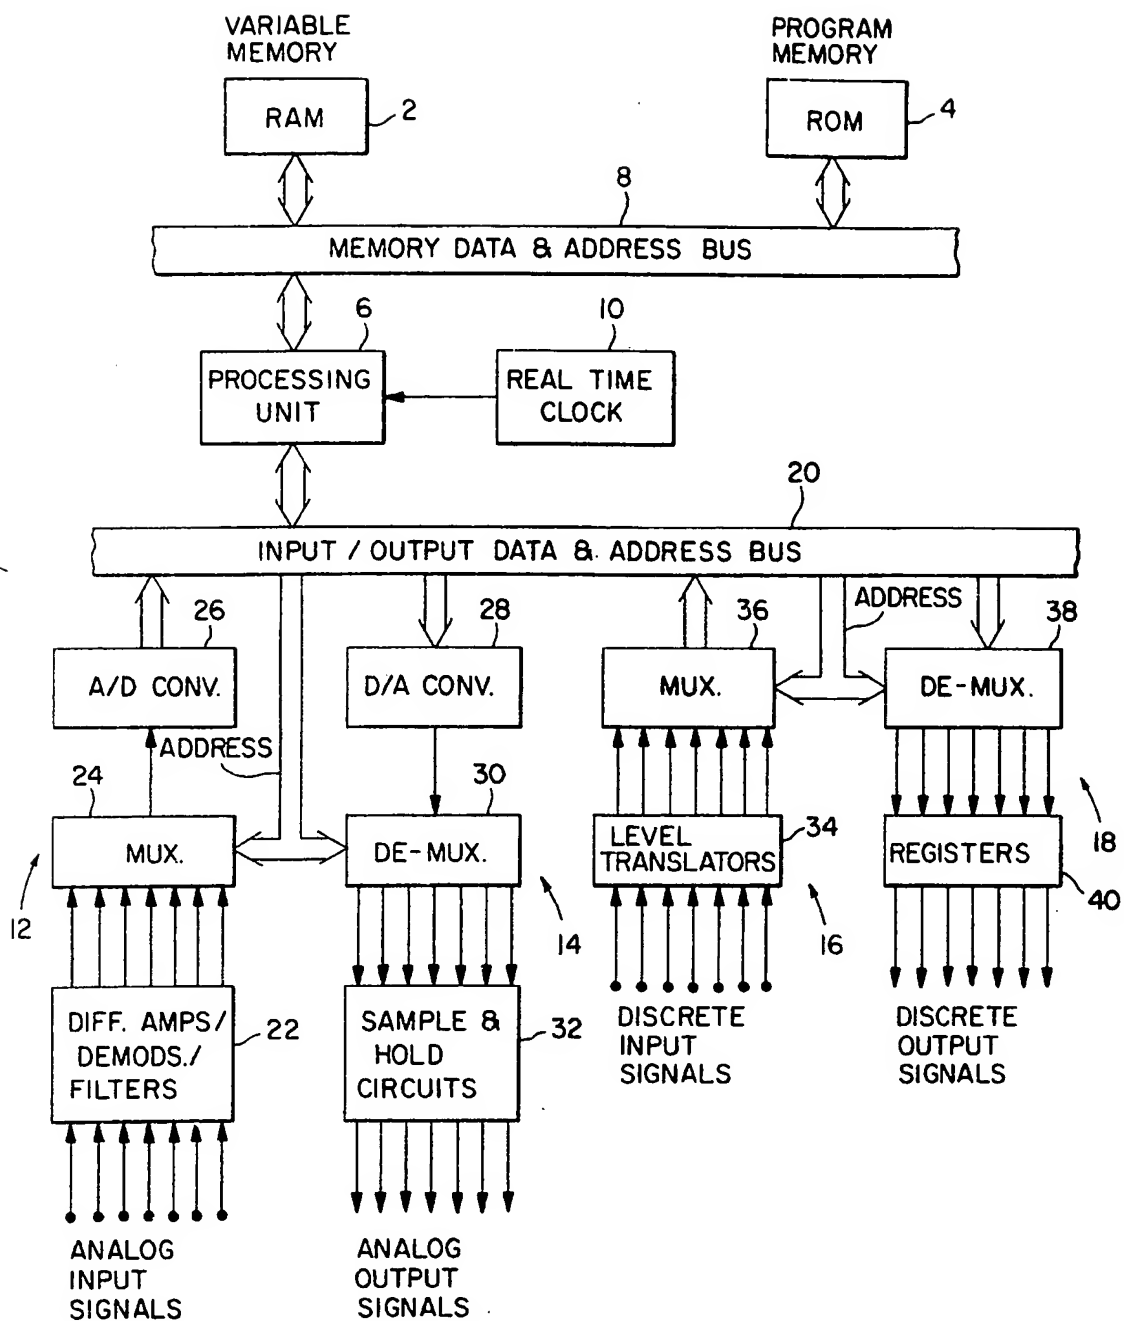 VARIABLE
MEMORY
PROGRAM
MEMORY
RAM
2
ROM
4
8
MEMORY DATA & ADDRESS BUS
6
10
PROCESSING
UNIT
REAL TIME
CLOCK
20
INPUT / OUTPUT DATA & ADDRESS BUS
26
28
36
ADDRESS
38
A/D CONV.
D/A CONV.
MUX.
DE-MUX.
ADDRESS
24
30
34
18
MUX.
DE-MUX.
LEVEL
TRANSLATORS
REGISTERS
12
14
16
40
DIFF. AMPS/
DEMODS./
FILTERS
22
SAMPLE &
HOLD
CIRCUITS
32
DISCRETE
INPUT
SIGNALS
DISCRETE
OUTPUT
SIGNALS
ANALOG
INPUT
SIGNALS
ANALOG
OUTPUT
SIGNALS